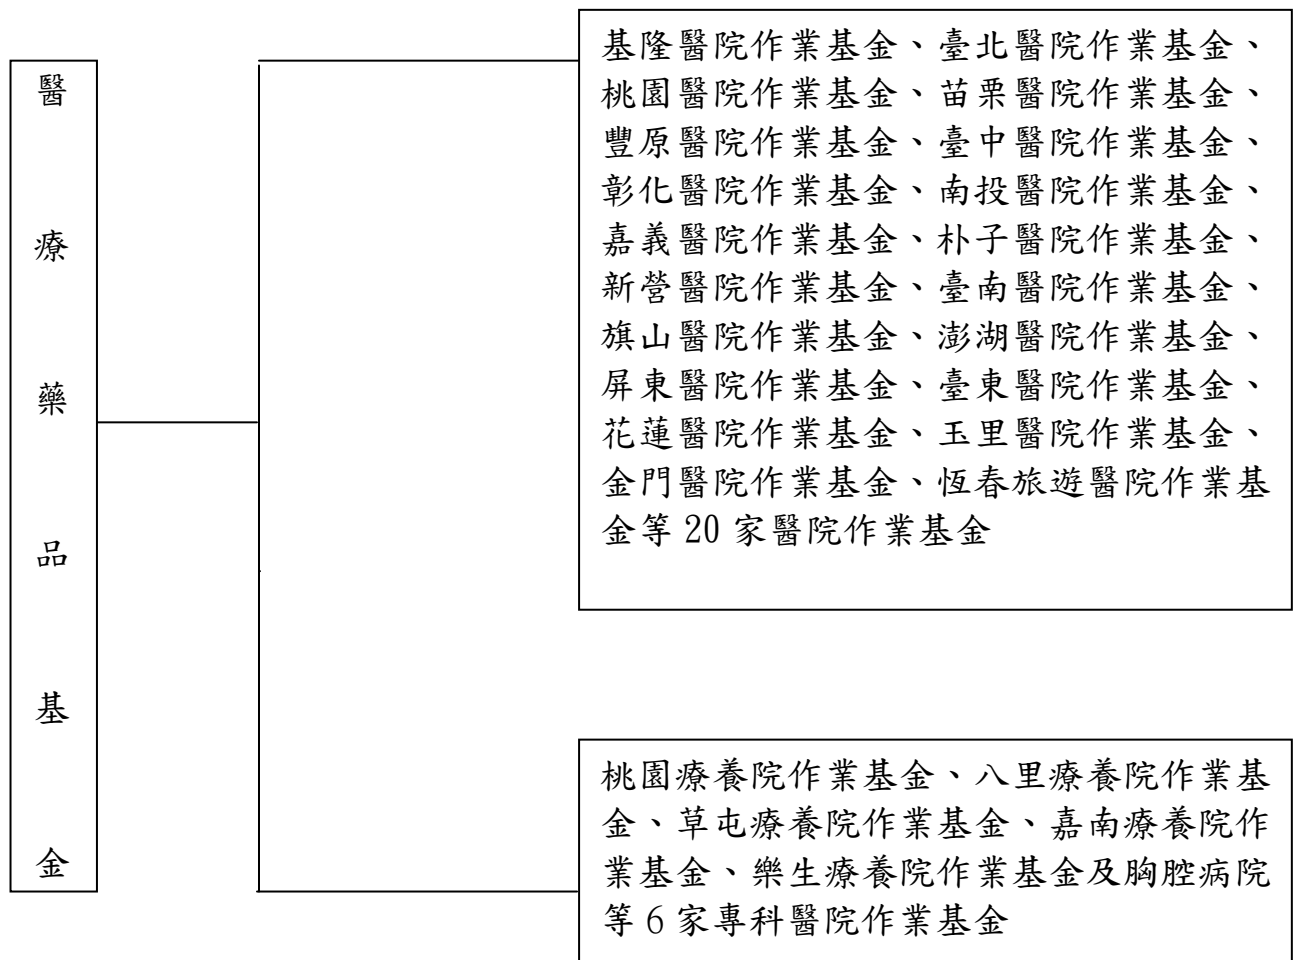 醫療藥品基金
基隆醫院作業基金、臺北醫院作業基金、
桃園醫院作業基金、苗栗醫院作業基金、
豐原醫院作業基金、臺中醫院作業基金、
彰化醫院作業基金、南投醫院作業基金、
嘉義醫院作業基金、朴子醫院作業基金、
新營醫院作業基金、臺南醫院作業基金、
旗山醫院作業基金、澎湖醫院作業基金、
屏東醫院作業基金、臺東醫院作業基金、
花蓮醫院作業基金、玉里醫院作業基金、
金門醫院作業基金、恆春旅遊醫院作業基
金等 20 家醫院作業基金
桃園療養院作業基金、八里療養院作業基
金、草屯療養院作業基金、嘉南療養院作
業基金、樂生療養院作業基金及胸腔病院
等 6 家專科醫院作業基金